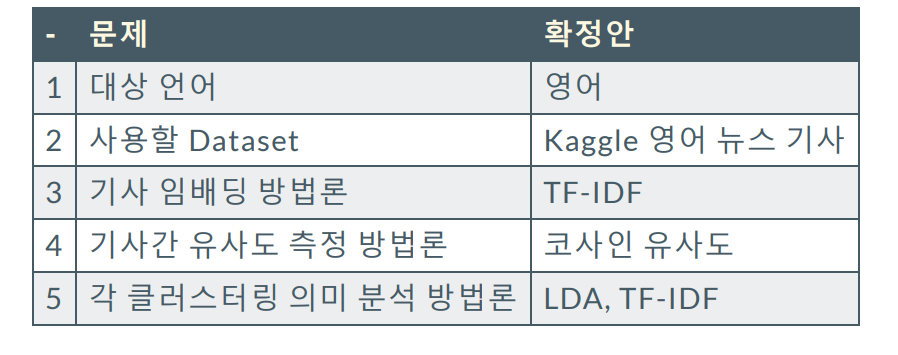 - 문제 확정안
1 대상 언어 영어
2 사용할 Dataset Kaggle 영어 뉴스 기사
3 기사 임배딩 방법론 TF-IDF
4 기사간 유사도 측정 방법론 코사인 유사도
5 각 클러스터링 의미 분석 방법론 LDA, TF-IDF